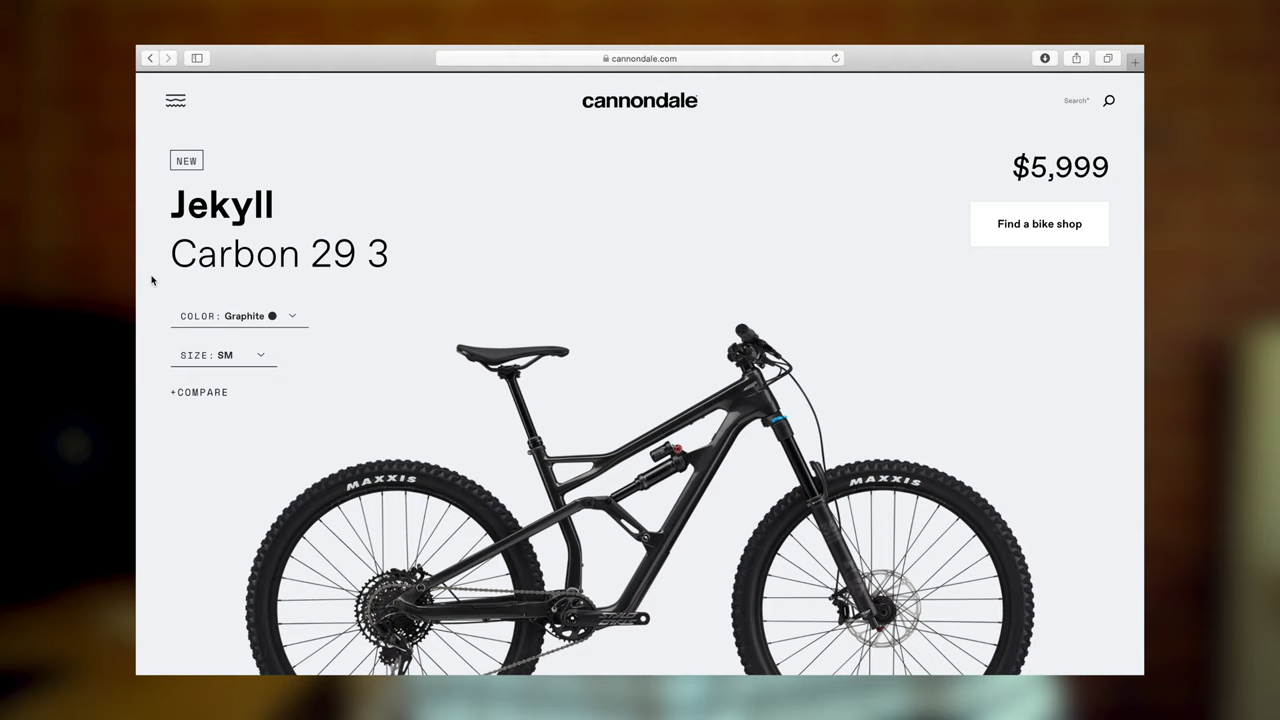 cannondale.com
cannondale
Search*
NEW
$5,999
Jekyll
Find a bike shop
Carbon 29 3
COLOR: Graphite
SIZE: SM
+COMPARE
MAXXIS
MAXXIS